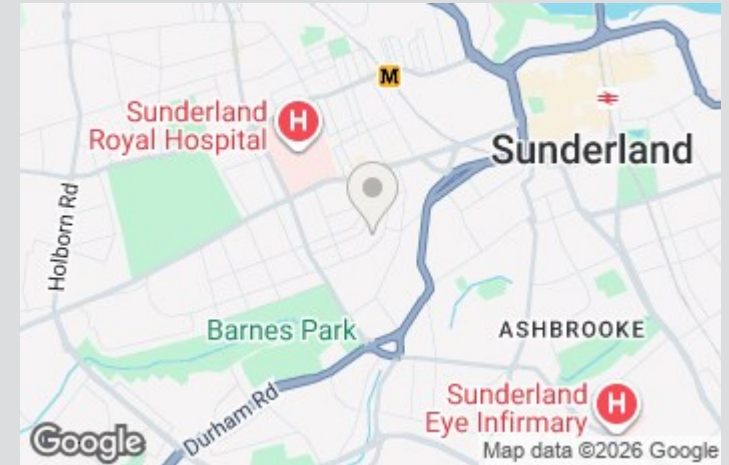 M
Sunderland
Royal Hospital
H
Sunderland
Holborn Rd
Barnes Park
ASHBROOKE
Durham Rd
Sunderland
Eye Infirmary
H
Google
Map data ©2026 Google